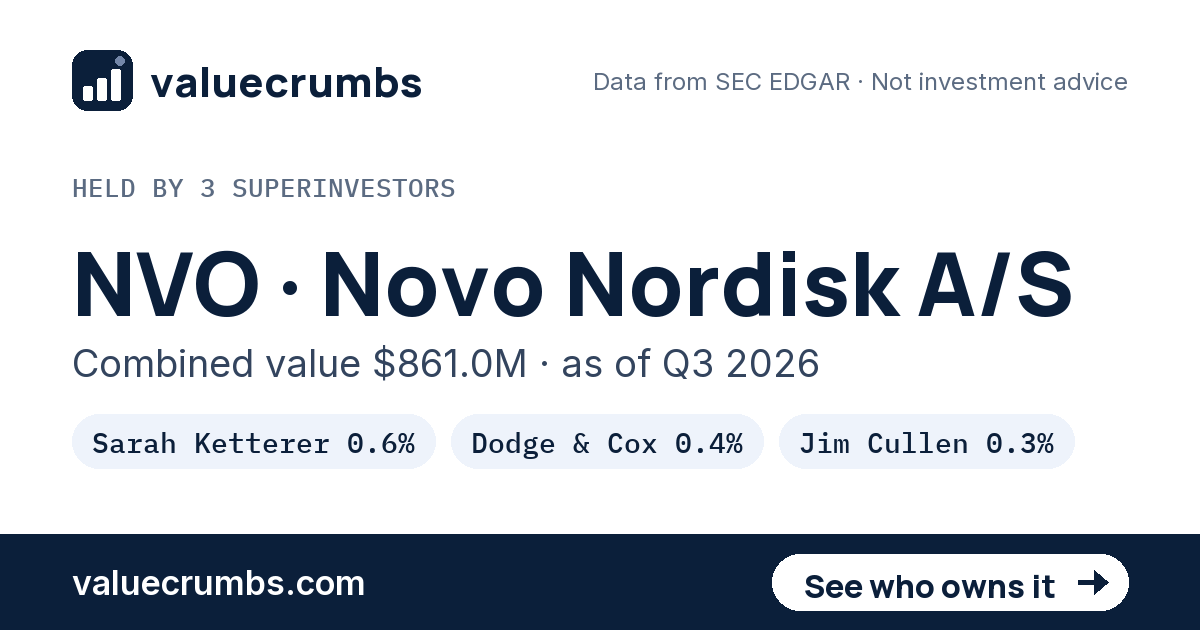 valuecrumbs
Data from SEC EDGAR · Not investment advice
HELD BY 3 SUPERINVESTORS
NVO · Novo Nordisk A/S
Combined value $861.0M · as of Q3 2026
Sarah Ketterer 0.6%
Dodge & Cox 0.4%
Jim Cullen 0.3%
valuecrumbs.com
See who owns it →